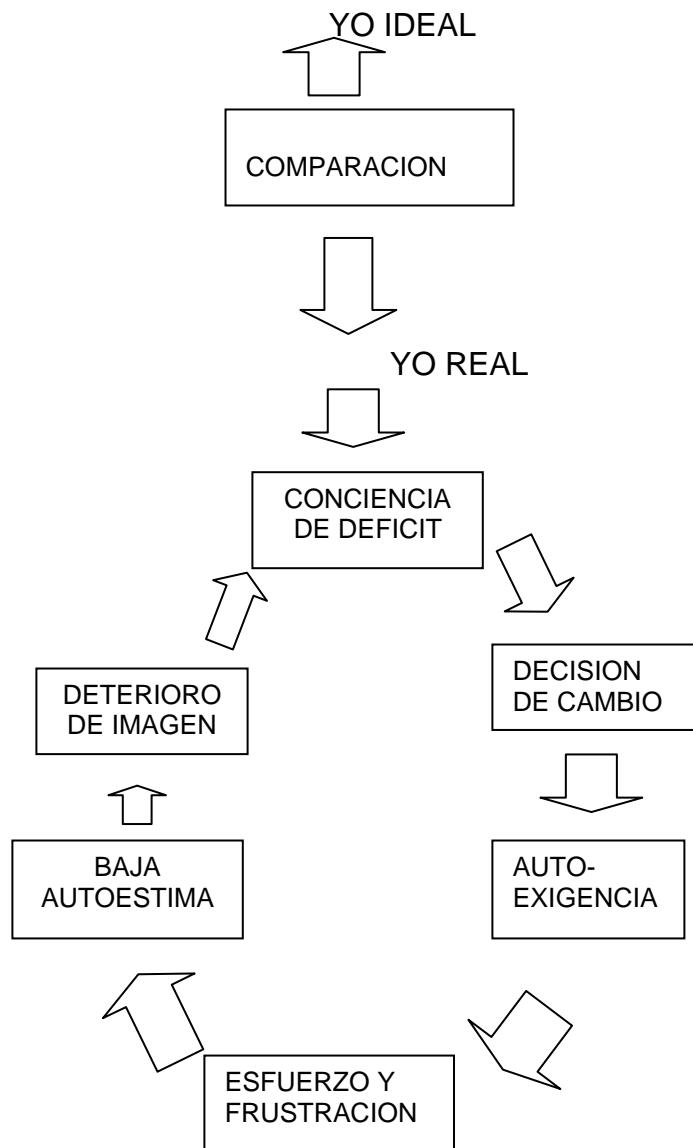 YO IDEAL
COMPARACION
YO REAL
CONCIENCIA
DE DEFICIT
DECISION
DE CAMBIO
DETERIORO
DE IMAGEN
BAJA
AUTOESTIMA
AUTO-
EXIGENCIA
ESFUERZO Y
FRUSTRACION